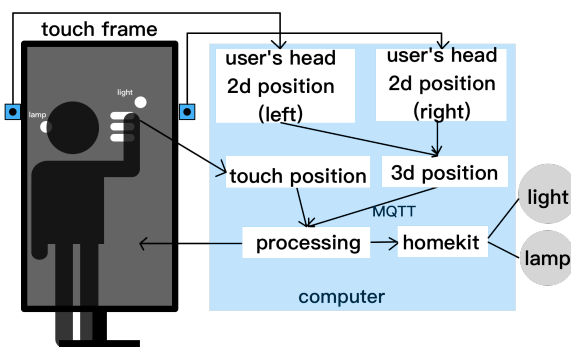 touch frame
light
lamp
user's head
2d position
(left)
user's head
2d position
(right)
touch position
3d position
MQTT
processing
homekit
light
lamp
computer